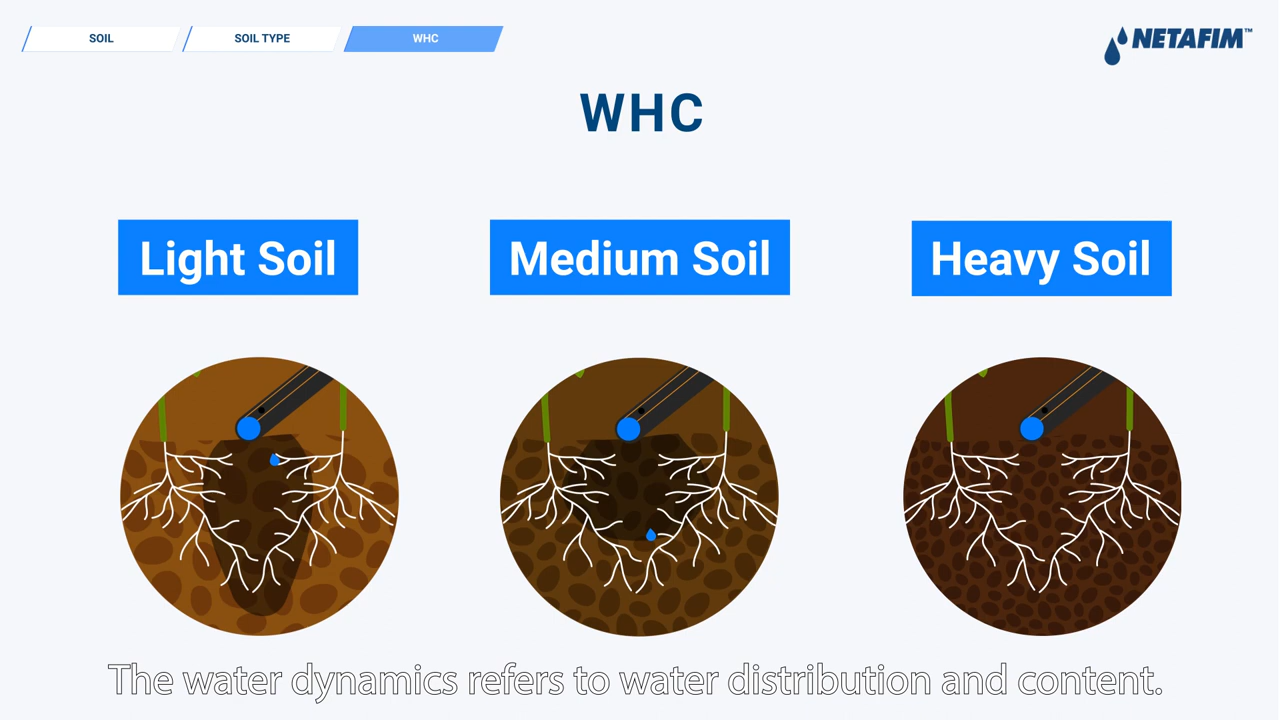 SOIL
SOIL TYPE
WHC
NETAFIM™
WHC
Light Soil
Medium Soil
Heavy Soil
The water dynamics refers to water distribution and content.